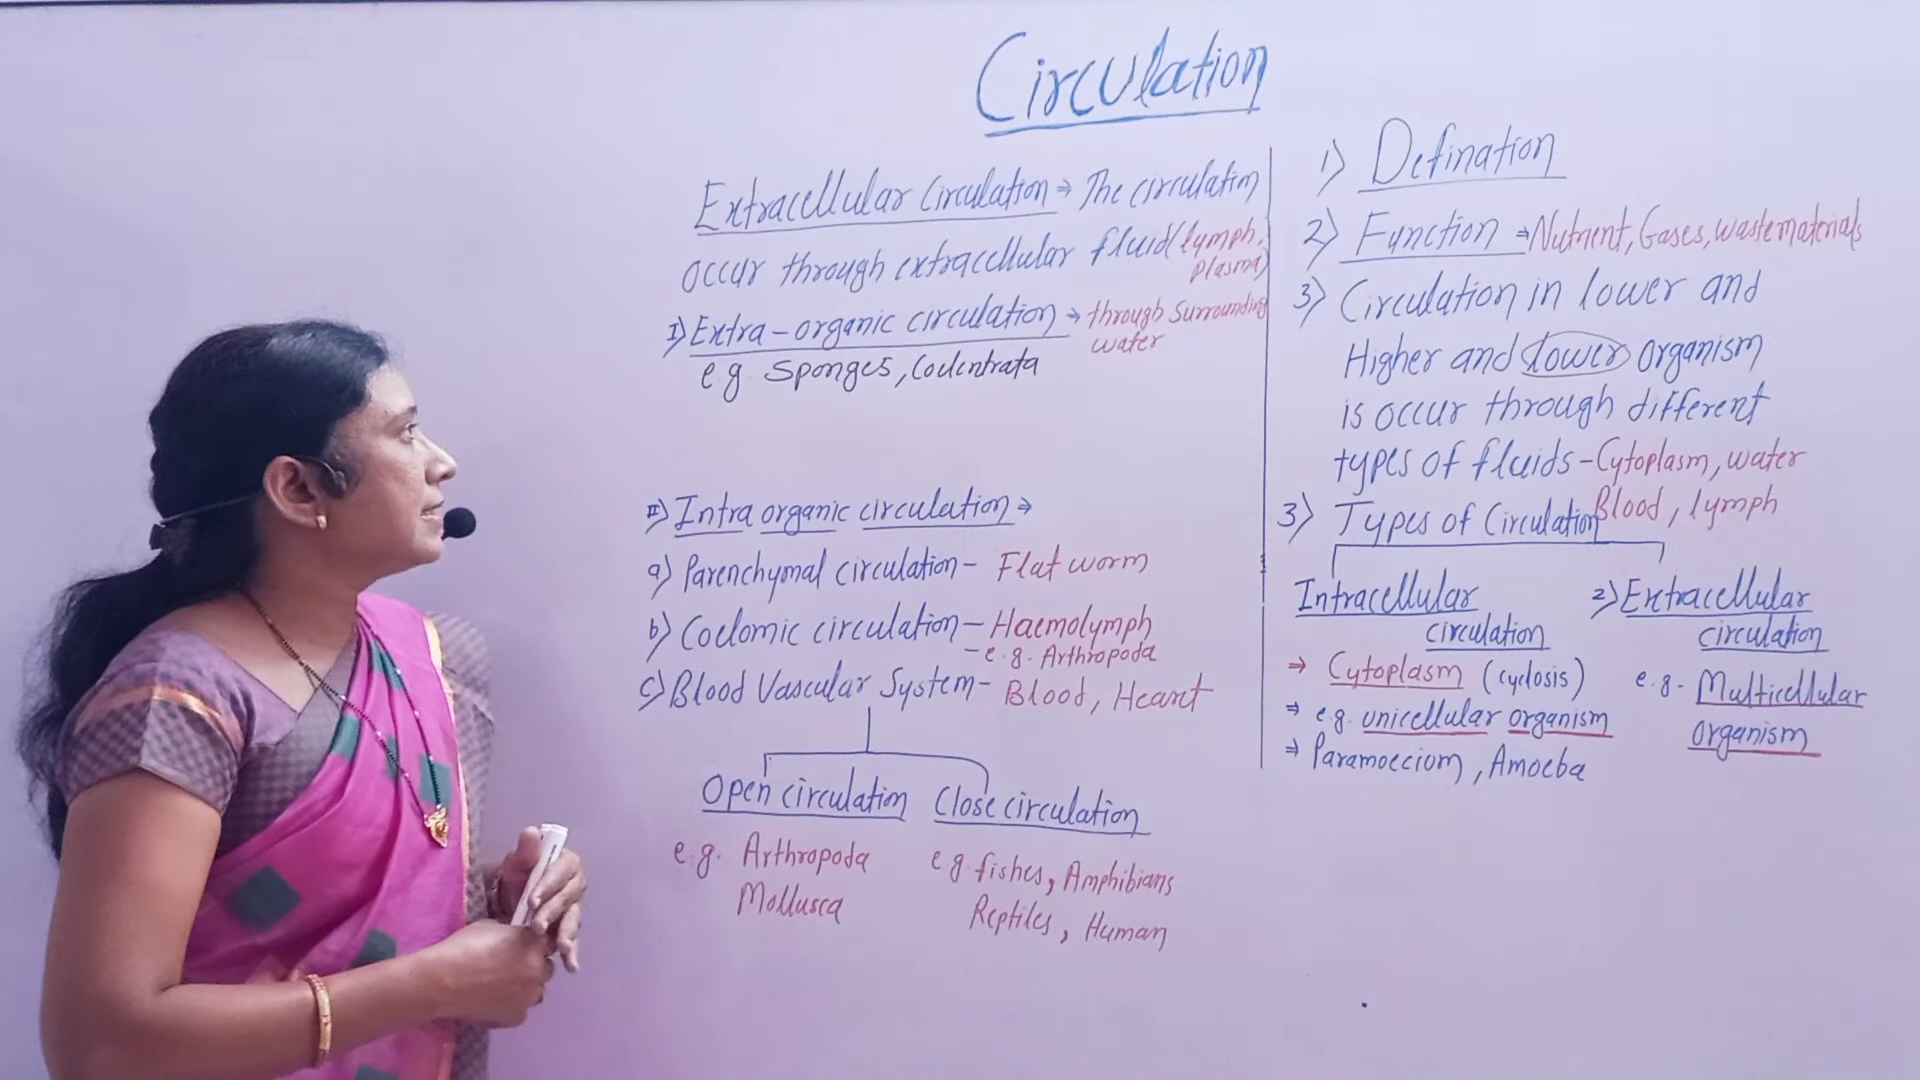 Circulation
1) Defination
2) Function ⇒ Nutrient, Gases, waste materials
3) Circulation in lower and
Higher and lower organism
is occur through different
types of fluids - Cytoplasm, water
Blood, lymph
3) Types of Circulation
Intracellular
circulation
⇒ Cytoplasm (cyclosis)
⇒ e.g. unicellular organism
⇒ Paramoecium, Amoeba
2) Extracellular
circulation
e.g- Multicellular
organism
Extracellular Circulation ⇒ The circulation
occur through extracellular fluid (lymph,
plasma)
I) Extra-organic circulation ⇒ through Surrounding
water
e.g. Sponges, Coelentrata
II) Intra organic circulation ⇒
a) Parenchymal circulation - Flat worm
b) Coelomic circulation - Haemolymph
- e.g. Arthropoda
c) Blood Vascular System - Blood, Heart
Open circulation
e.g. Arthropoda
Mollusca
Close circulation
e.g fishes, Amphibians
Reptiles, Human